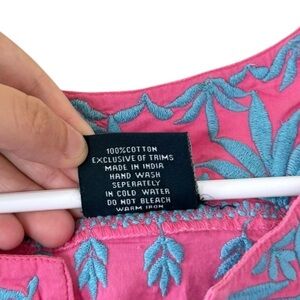 100%COTTON
EXCLUSIVE OF TRIMS
MADE IN INDIA
HAND WASH
SEPERATELY
IN COLD WATER
DO NOT BLEACH
WARM IRON